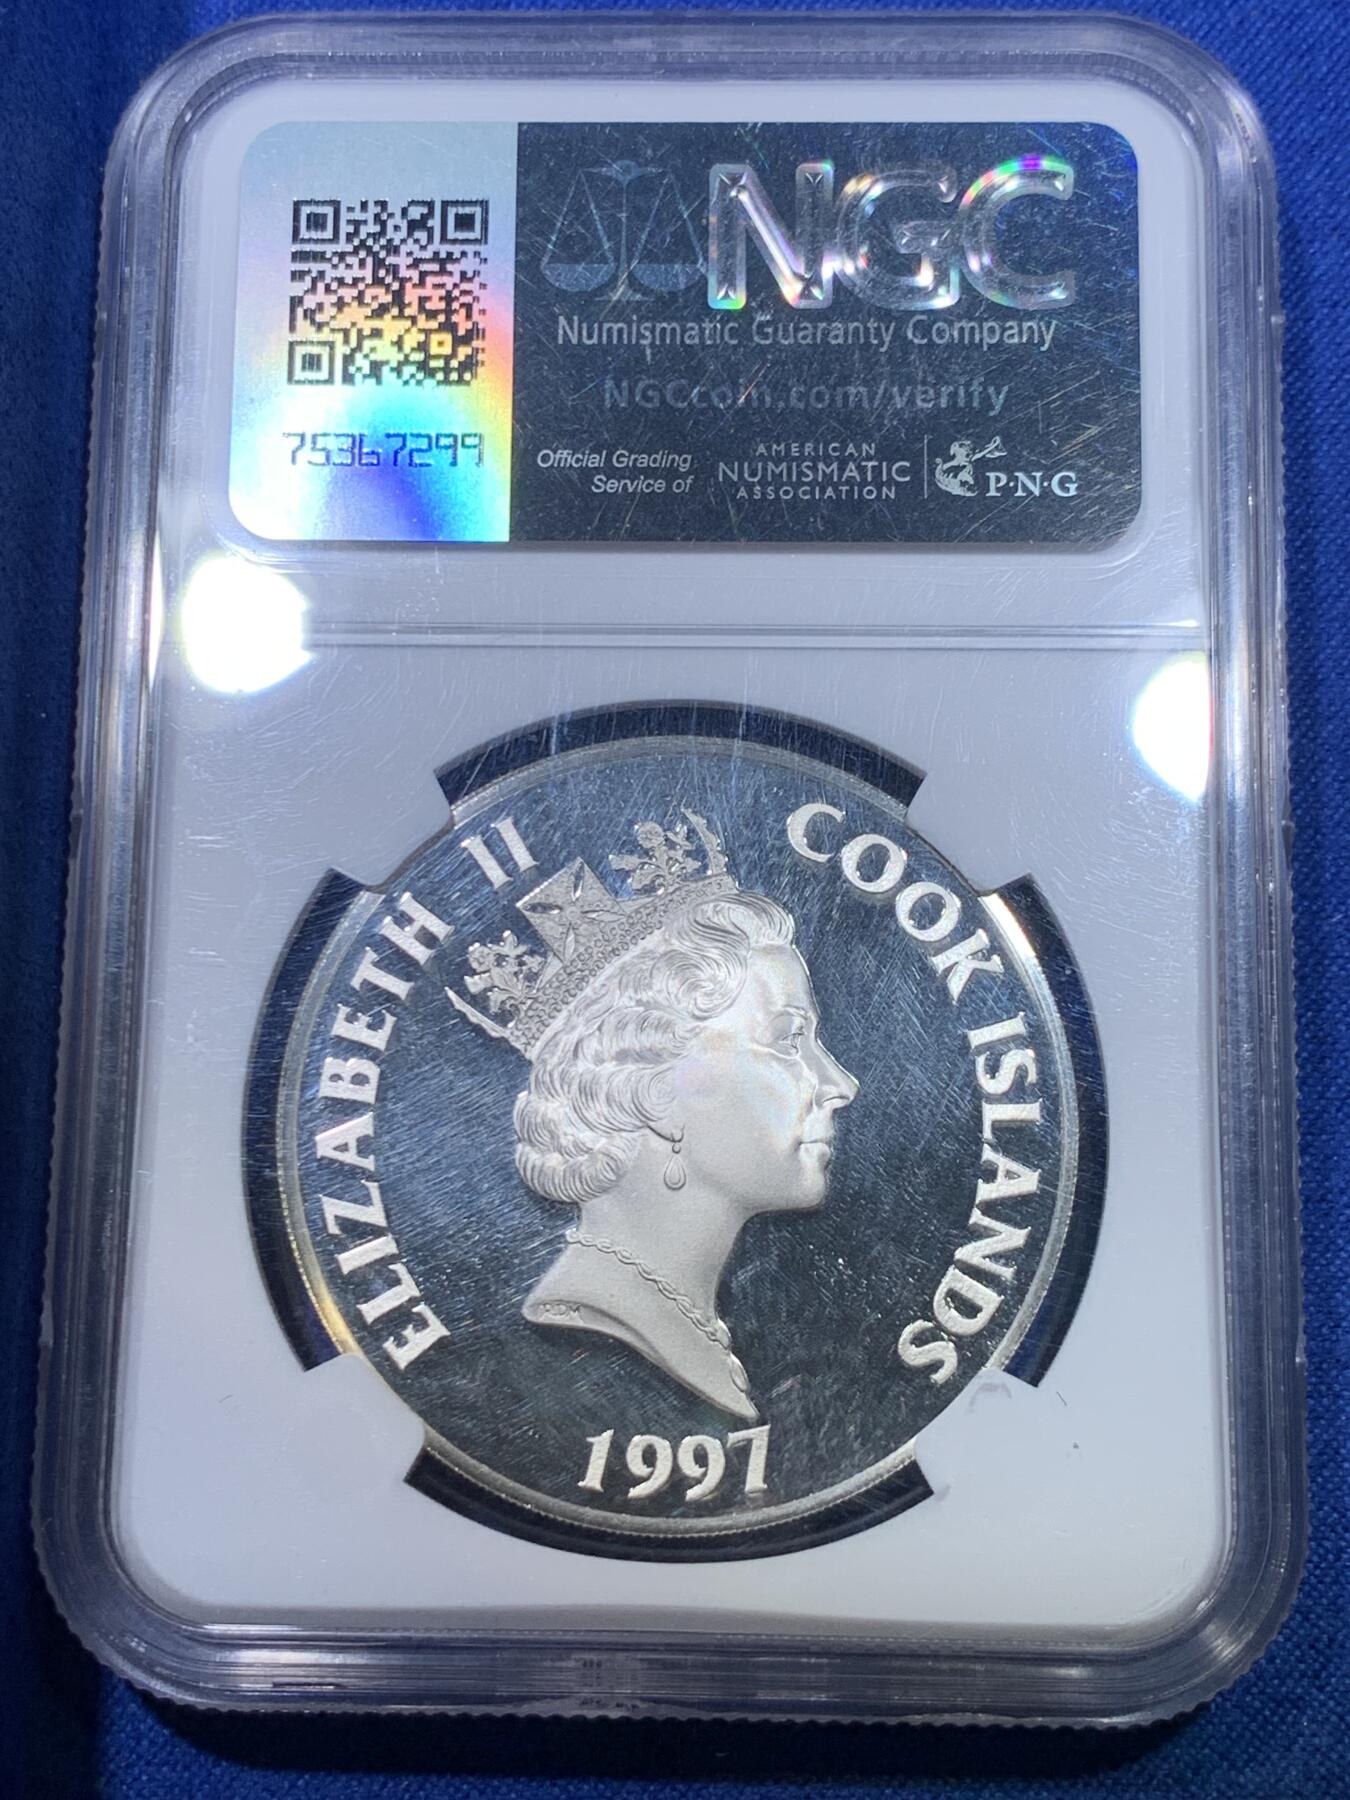 NGC
Numismatic Guaranty Company
NGCcoin.com/verify
75367299
Official Grading
Service of
AMERICAN
NUMISMATIC
ASSOCIATION
P·N·G
ELIZABETH II
COOK ISLANDS
RDM
1997